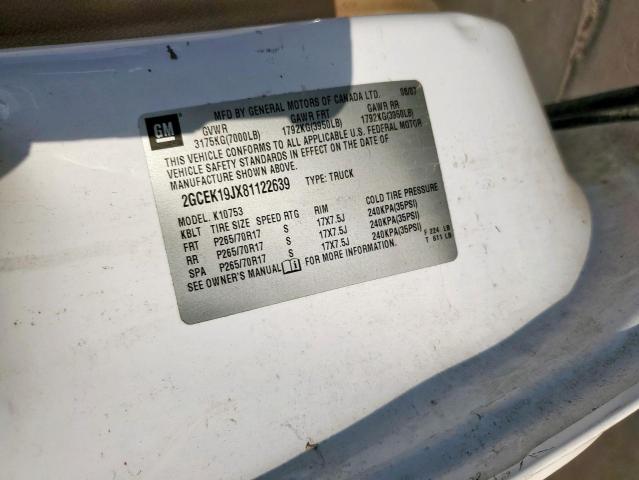 GM
MFD BY GENERAL MOTORS OF CANADA LTD. 08/07
GVWR GAWR FRT GAWR RR
3175KG(7000LB) 1792KG(3950LB) 1792KG(3950LB)
THIS VEHICLE CONFORMS TO ALL APPLICABLE U.S. FEDERAL MOTOR
VEHICLE SAFETY STANDARDS IN EFFECT ON THE DATE OF
MANUFACTURE SHOWN ABOVE.
2GCEK19JX81122639 TYPE: TRUCK
MODEL: K10753
KBLT TIRE SIZE SPEED RTG RIM COLD TIRE PRESSURE
FRT P265/70R17 S 17X7.5J 240KPA(35PSI)
RR P265/70R17 S 17X7.5J 240KPA(35PSI)
SPA P265/70R17 S 17X7.5J 240KPA(35PSI)
SEE OWNER'S MANUAL FOR MORE INFORMATION.
F 224 LB
T 611 LB